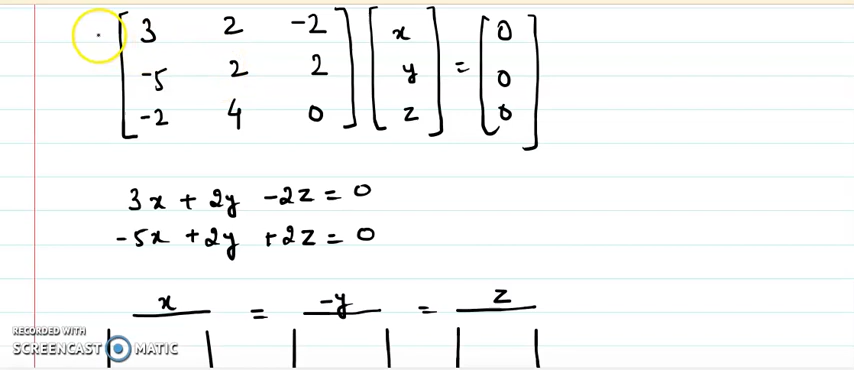 [ 3 2 -2 ] [ x ] = [ 0 ]
[ -5 2 2 ] [ y ] [ 0 ]
[ -2 4 0 ] [ z ] [ 0 ]
3x + 2y - 2z = 0
-5x + 2y + 2z = 0
x = -y = z
RECORDED WITH
SCREENCAST MATIC